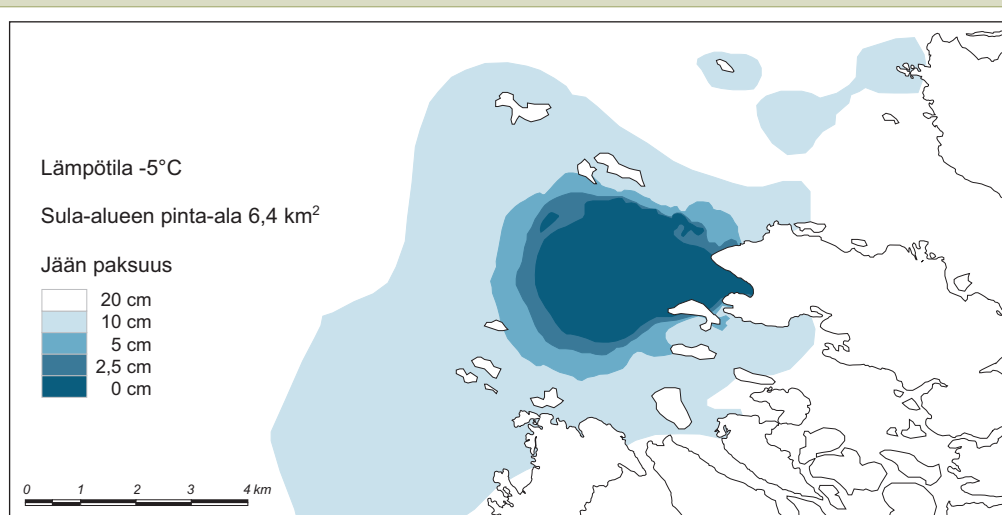 Lämpötila -5°C
Sula-alueen pinta-ala 6,4 km²
Jään paksuus
20 cm
10 cm
5 cm
2,5 cm
0 cm
0 1 2 3 4 km